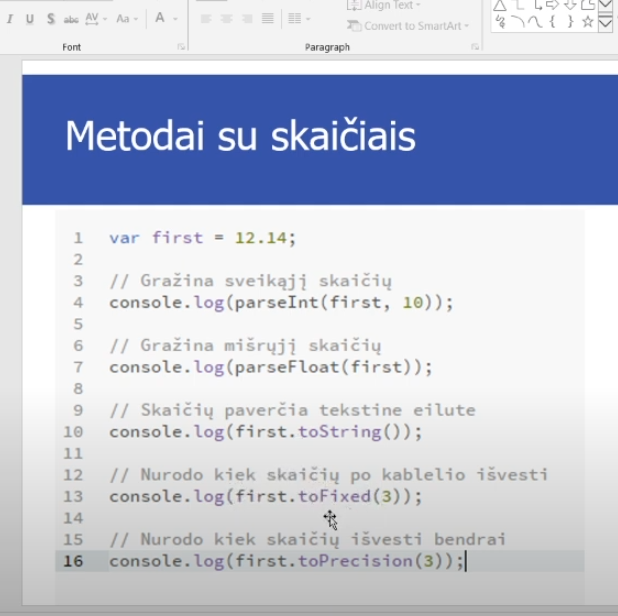 I U S abc AV Aa A
Align Text
Convert to SmartArt
Font
Paragraph
Metodai su skaičiais
1 var first = 12.14;
2
3 // Gražina sveikąjį skaičių
4 console.log(parseInt(first, 10));
5
6 // Gražina mišrųjį skaičių
7 console.log(parseFloat(first));
8
9 // Skaičių paverčia tekstine eilute
10 console.log(first.toString());
11
12 // Nurodo kiek skaičių po kablelio išvesti
13 console.log(first.toFixed(3));
14
15 // Nurodo kiek skaičių išvesti bendrai
16 console.log(first.toPrecision(3));